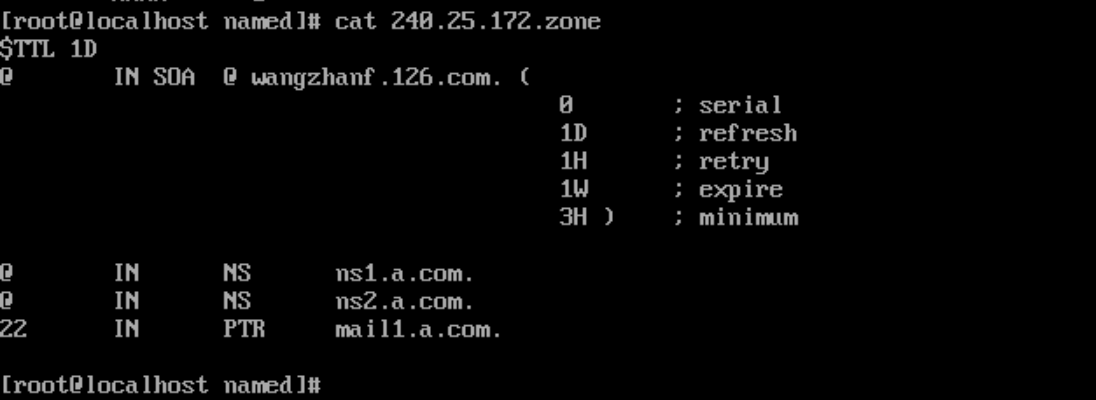 [root@localhost named]# cat 240.25.172.zone
$TTL 1D
@ IN SOA @ wangzhanf.126.com. (
0 ; serial
1D ; refresh
1H ; retry
1W ; expire
3H ) ; minimum
@ IN NS ns1.a.com.
@ IN NS ns2.a.com.
22 IN PTR mail1.a.com.
[root@localhost named]#